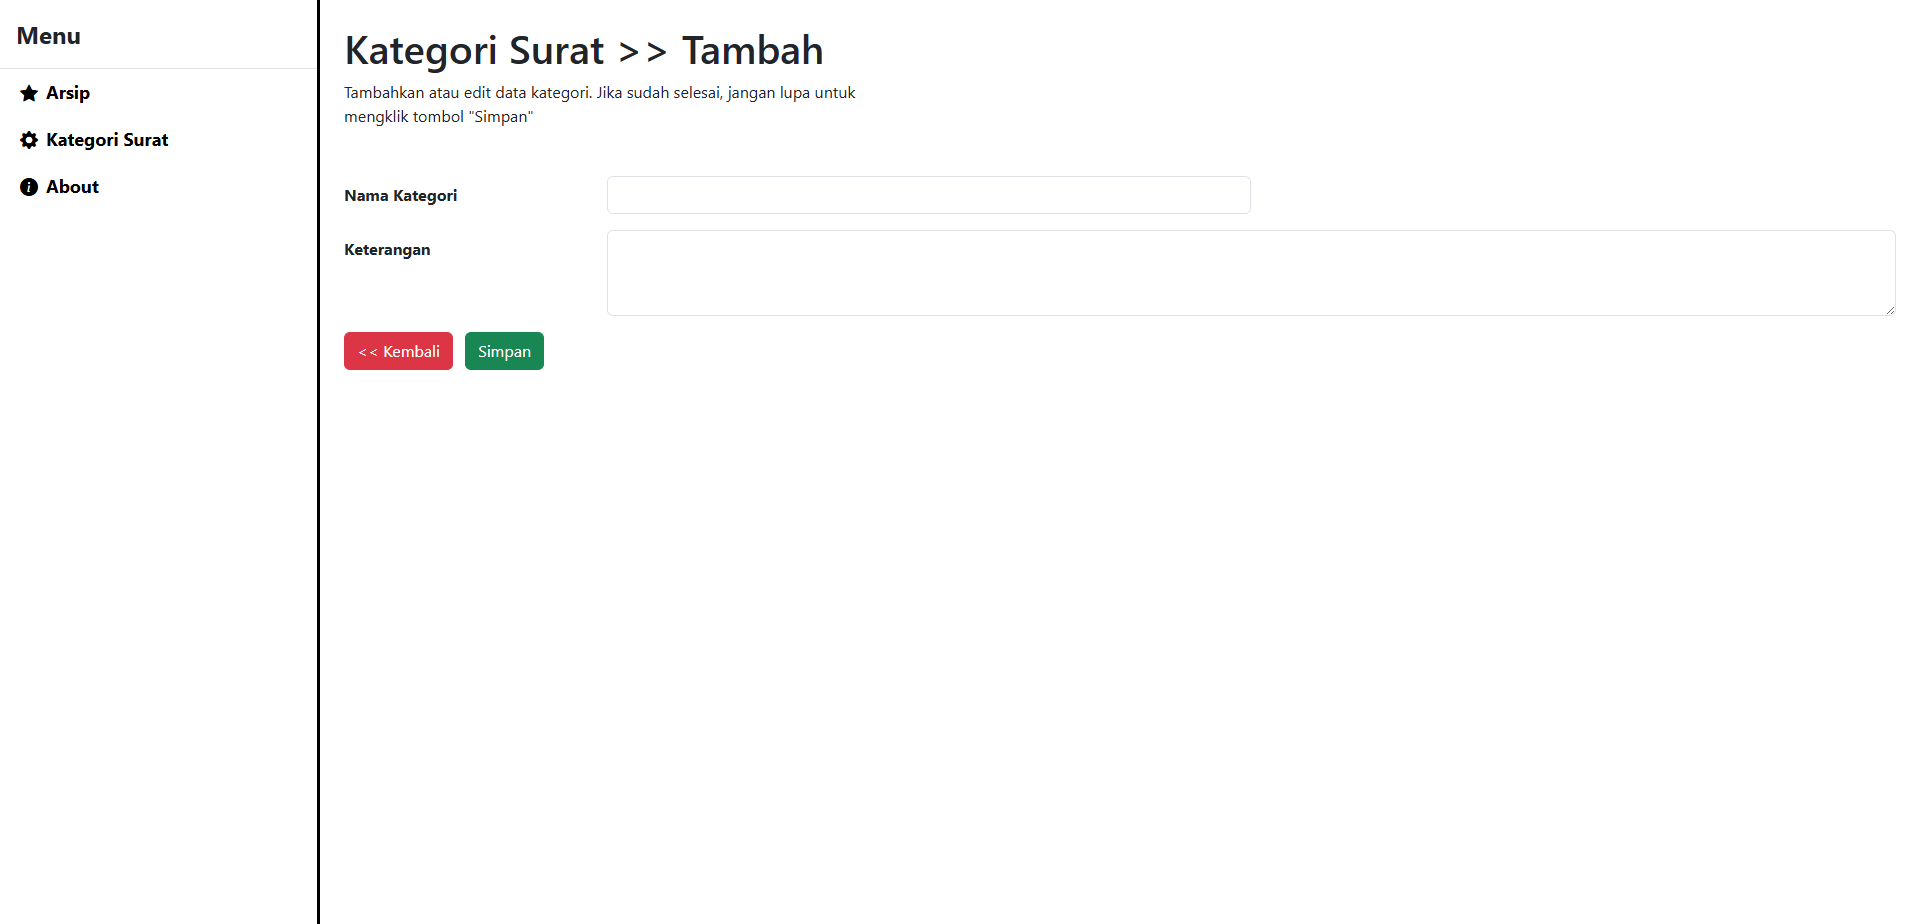 Menu
Arsip
Kategori Surat
About
Kategori Surat >> Tambah
Tambahkan atau edit data kategori. Jika sudah selesai, jangan lupa untuk
mengklik tombol "Simpan"
Nama Kategori
Keterangan
<< Kembali
Simpan